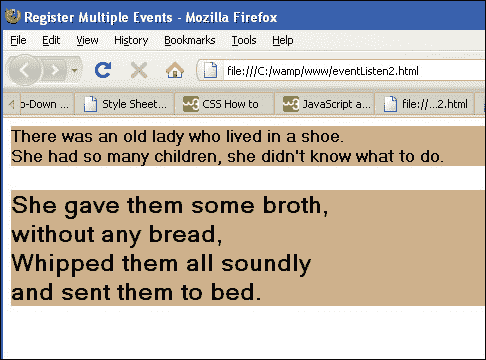 Register Multiple Events - Mozilla Firefox
File Edit View History Bookmarks Tools Help
file:///C:/wamp/www/eventListen2.html
o-Down ... Style Sheet... CSS How to JavaScript a... file://...2.html
There was an old lady who lived in a shoe.
She had so many children, she didn't know what to do.
She gave them some broth,
without any bread,
Whipped them all soundly
and sent them to bed.